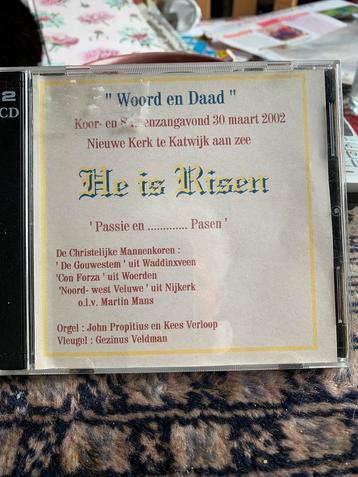 2
CD
" Woord en Daad "
Koor- en 30 maart 2002
Nieuwe Kerk te Katwijk aan zee
He is Risen
' Passie en ............. Pasen '
De Christelijke Mannenkoren :
' De Gouwestem ' uit Waddinxveen
'Con Forza ' uit Woerden
'Noord- west Veluwe ' uit Nijkerk
o.l.v. Martin Mans
Orgel : John Propitius en Kees Verloop
Vleugel : Gezinus Veldman